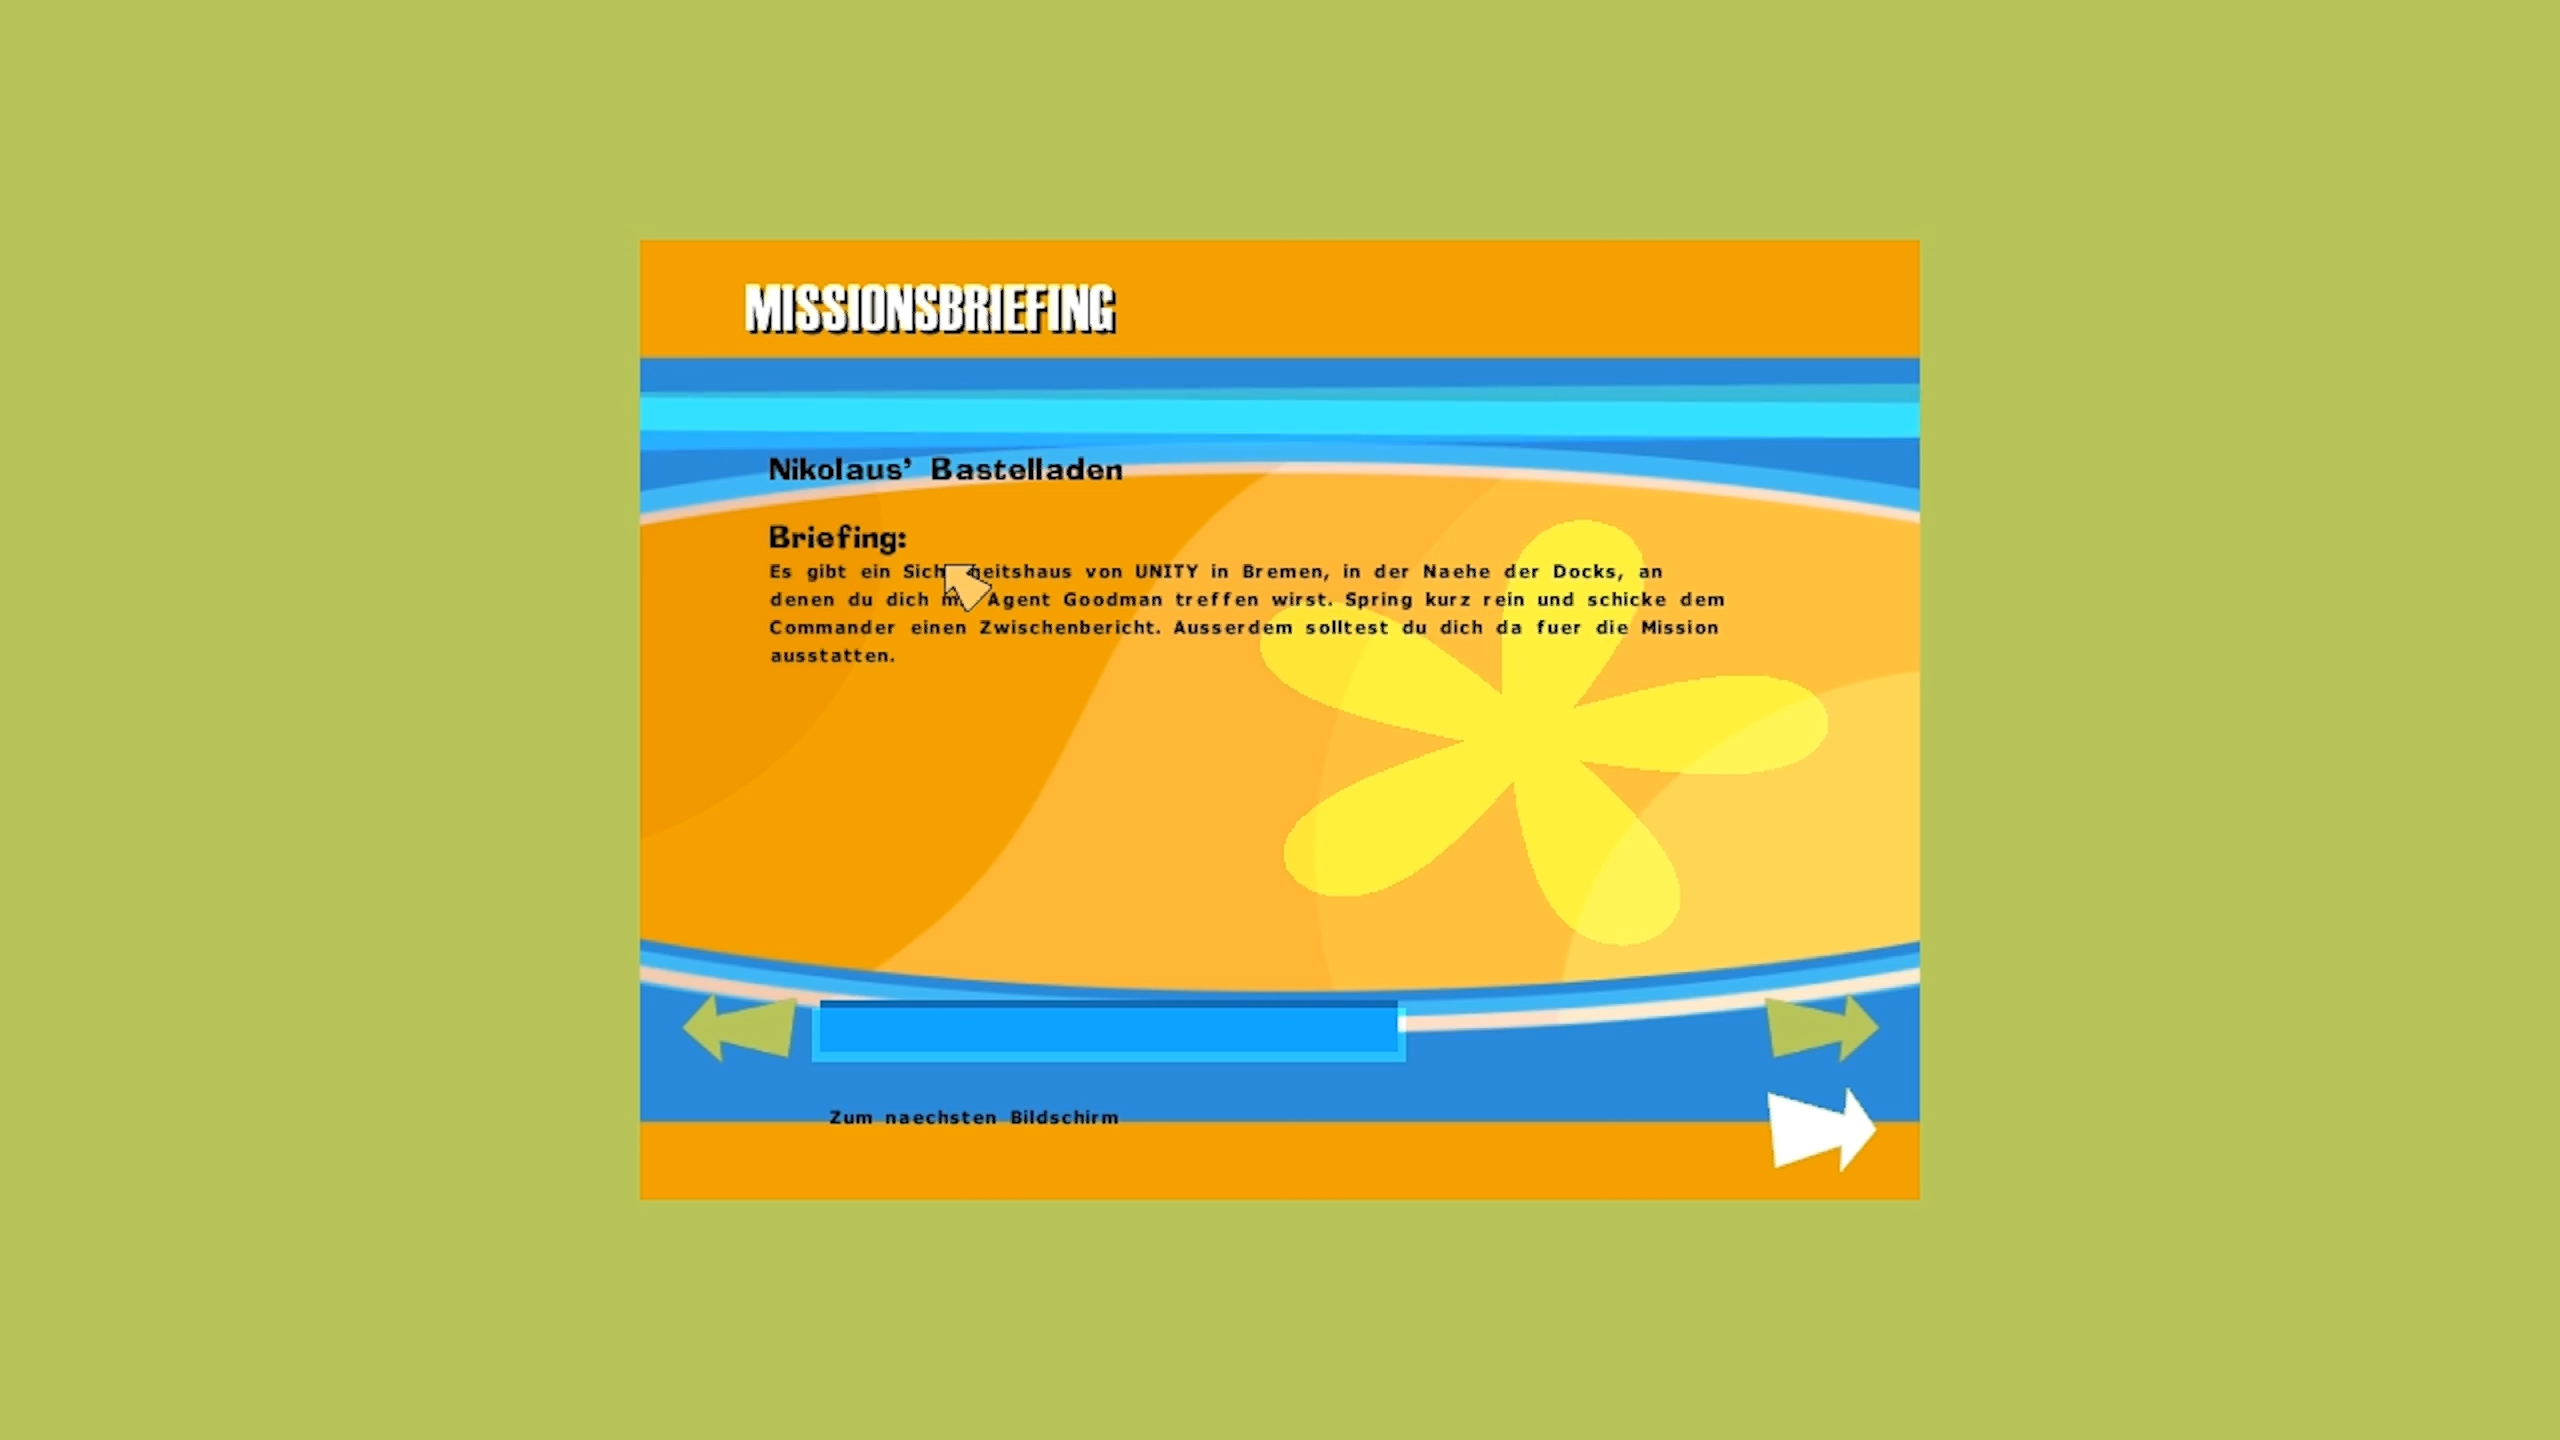 MISSIONSBRIEFING
Nikolaus' Bastelladen
Briefing:
Es gibt ein von UNITY in Bremen, in der Naehe der Docks, an
denen du dich Agent Goodman treffen wirst. Spring kurz rein und schicke dem
Commander einen Zwischenbericht. Ausserdem solltest du dich da fuer die Mission
ausstatten.
Zum naechsten Bildschirm